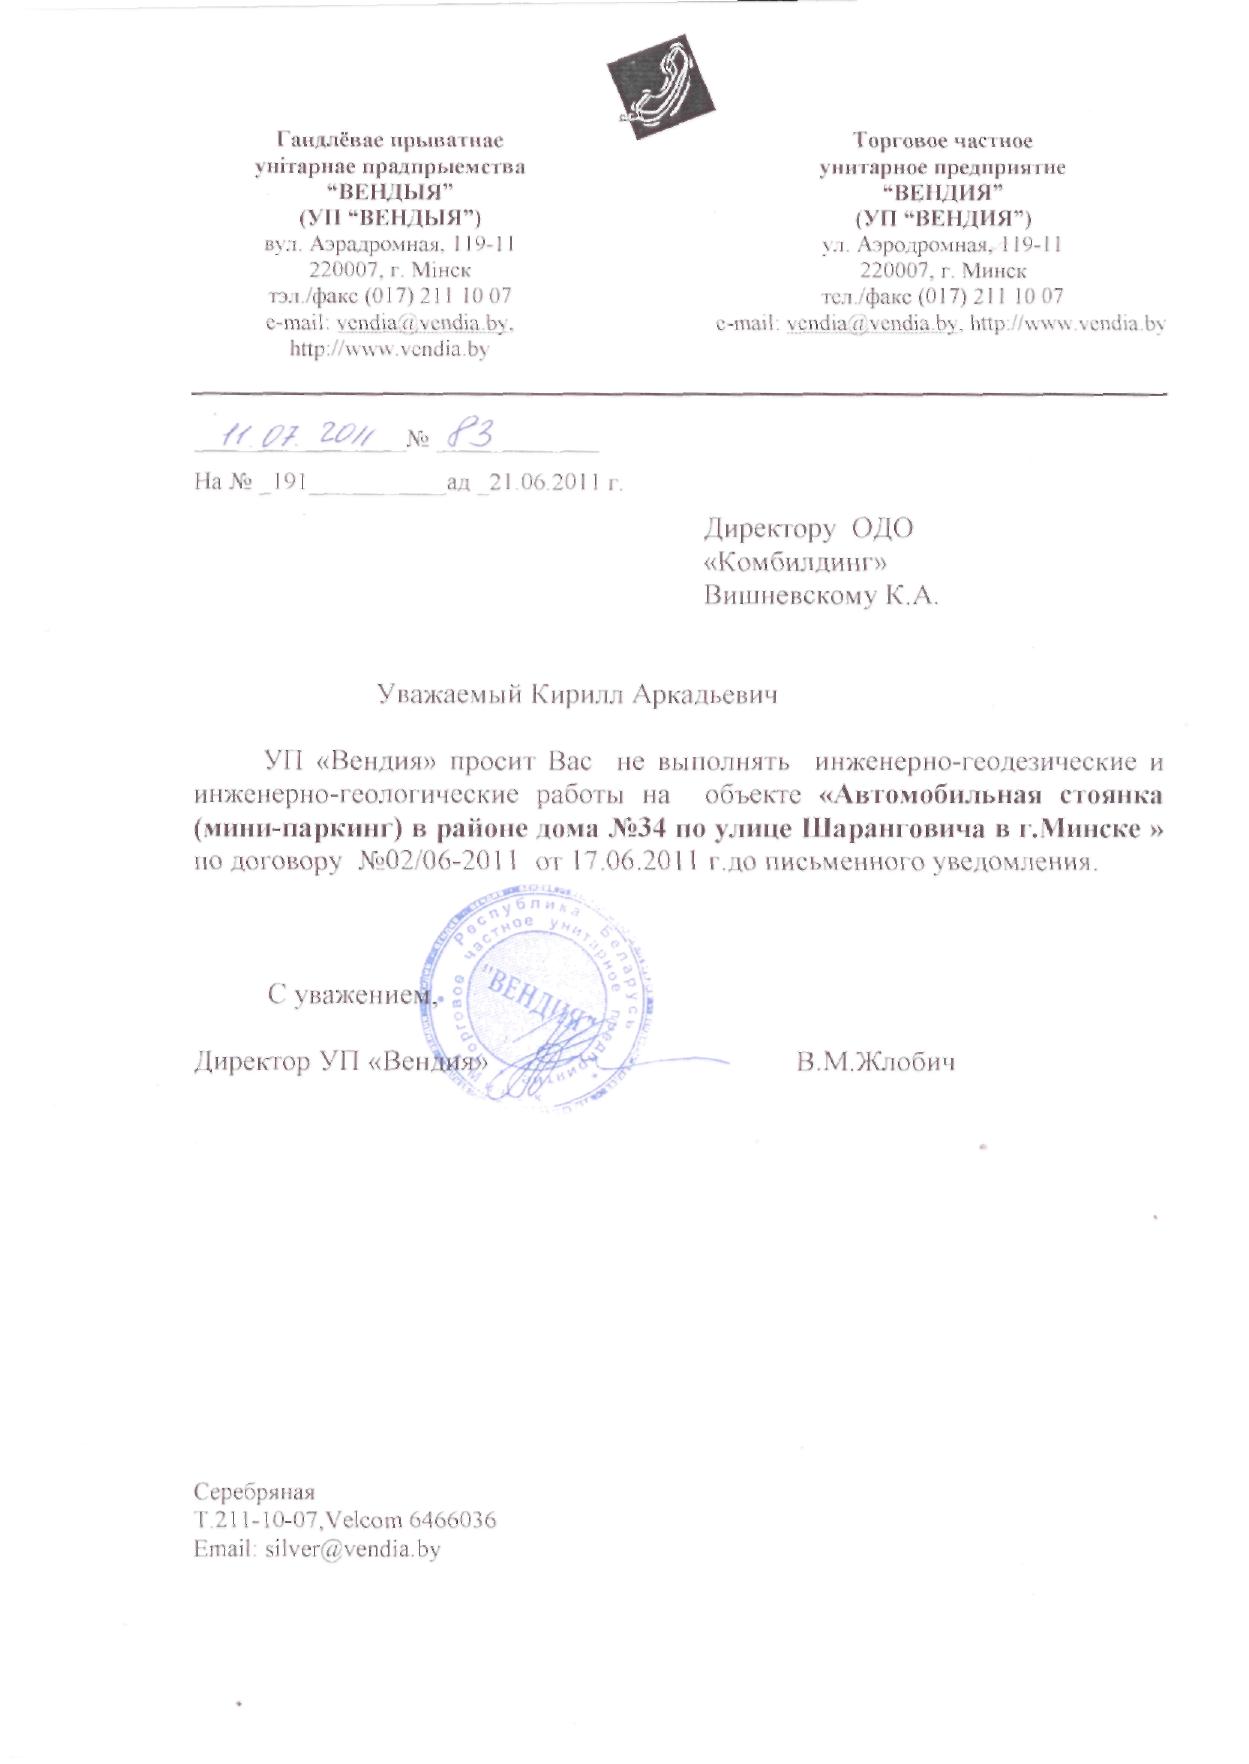 Гандлёвае прыватнае
унітарнае прадпрыемства
“ВЕНДЫЯ”
(УП “ВЕНДЫЯ”)
вул. Аэрадромная, 119-11
220007, г. Мінск
тэл./факс (017) 211 10 07
e-mail: vendia@vendia.by,
http://www.vendia.by
Торговое частное
унитарное предприятие
“ВЕНДИЯ”
(УП “ВЕНДИЯ”)
ул. Аэродромная, 119-11
220007, г. Минск
тел./факс (017) 211 10 07
e-mail: vendia@vendia.by, http://www.vendia.by
11.07.2011 № 83
На № _191__________ад _21.06.2011 г.
Директору ОДО
«Комбилдинг»
Вишневскому К.А.
Уважаемый Кирилл Аркадьевич
УП «Вендия» просит Вас не выполнять инженерно-геодезические и
инженерно-геологические работы на объекте «Автомобильная стоянка
(мини-паркинг) в районе дома №34 по улице Шаранговича в г.Минске »
по договору №02/06-2011 от 17.06.2011 г.до письменного уведомления.
Республика Беларусь
Торговое частное унитарное предприятие
"ВЕНДИЯ"
С уважением,
Директор УП «Вендия» В.М.Жлобич
Серебряная
Т.211-10-07,Velcom 6466036
Email: silver@vendia.by